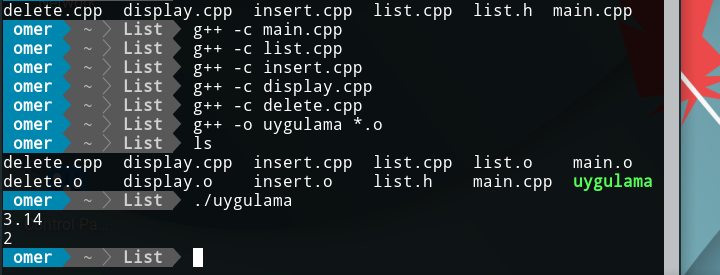 delete.cpp display.cpp insert.cpp list.cpp list.h main.cpp
omer ~ List g++ -c main.cpp
omer ~ List g++ -c list.cpp
omer ~ List g++ -c insert.cpp
omer ~ List g++ -c display.cpp
omer ~ List g++ -c delete.cpp
omer ~ List g++ -o uygulama *.o
omer ~ List ls
delete.cpp display.cpp insert.cpp list.cpp list.o main.o
delete.o display.o insert.o list.h main.cpp uygulama
omer ~ List ./uygulama
3.14
Control Pa..
2
omer ~ List